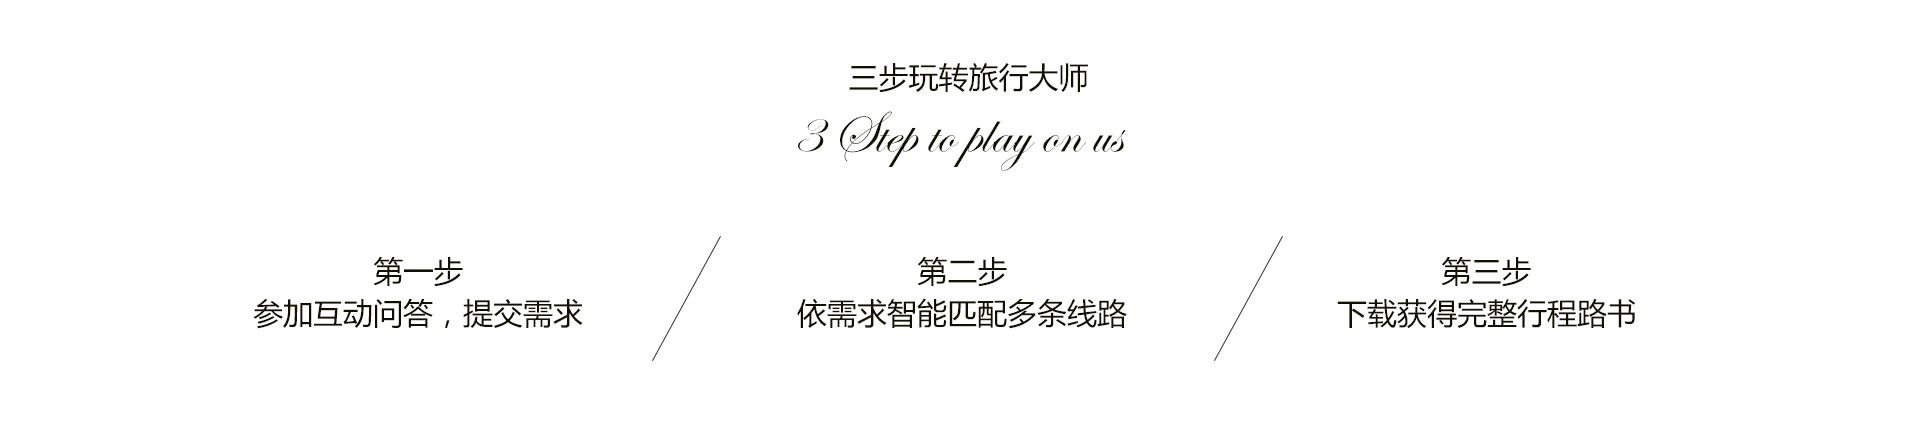 三步玩转旅行大师
3 Step to play on us
第一步
参加互动问答，提交需求
第二步
依需求智能匹配多条线路
第三步
下载获得完整行程路书